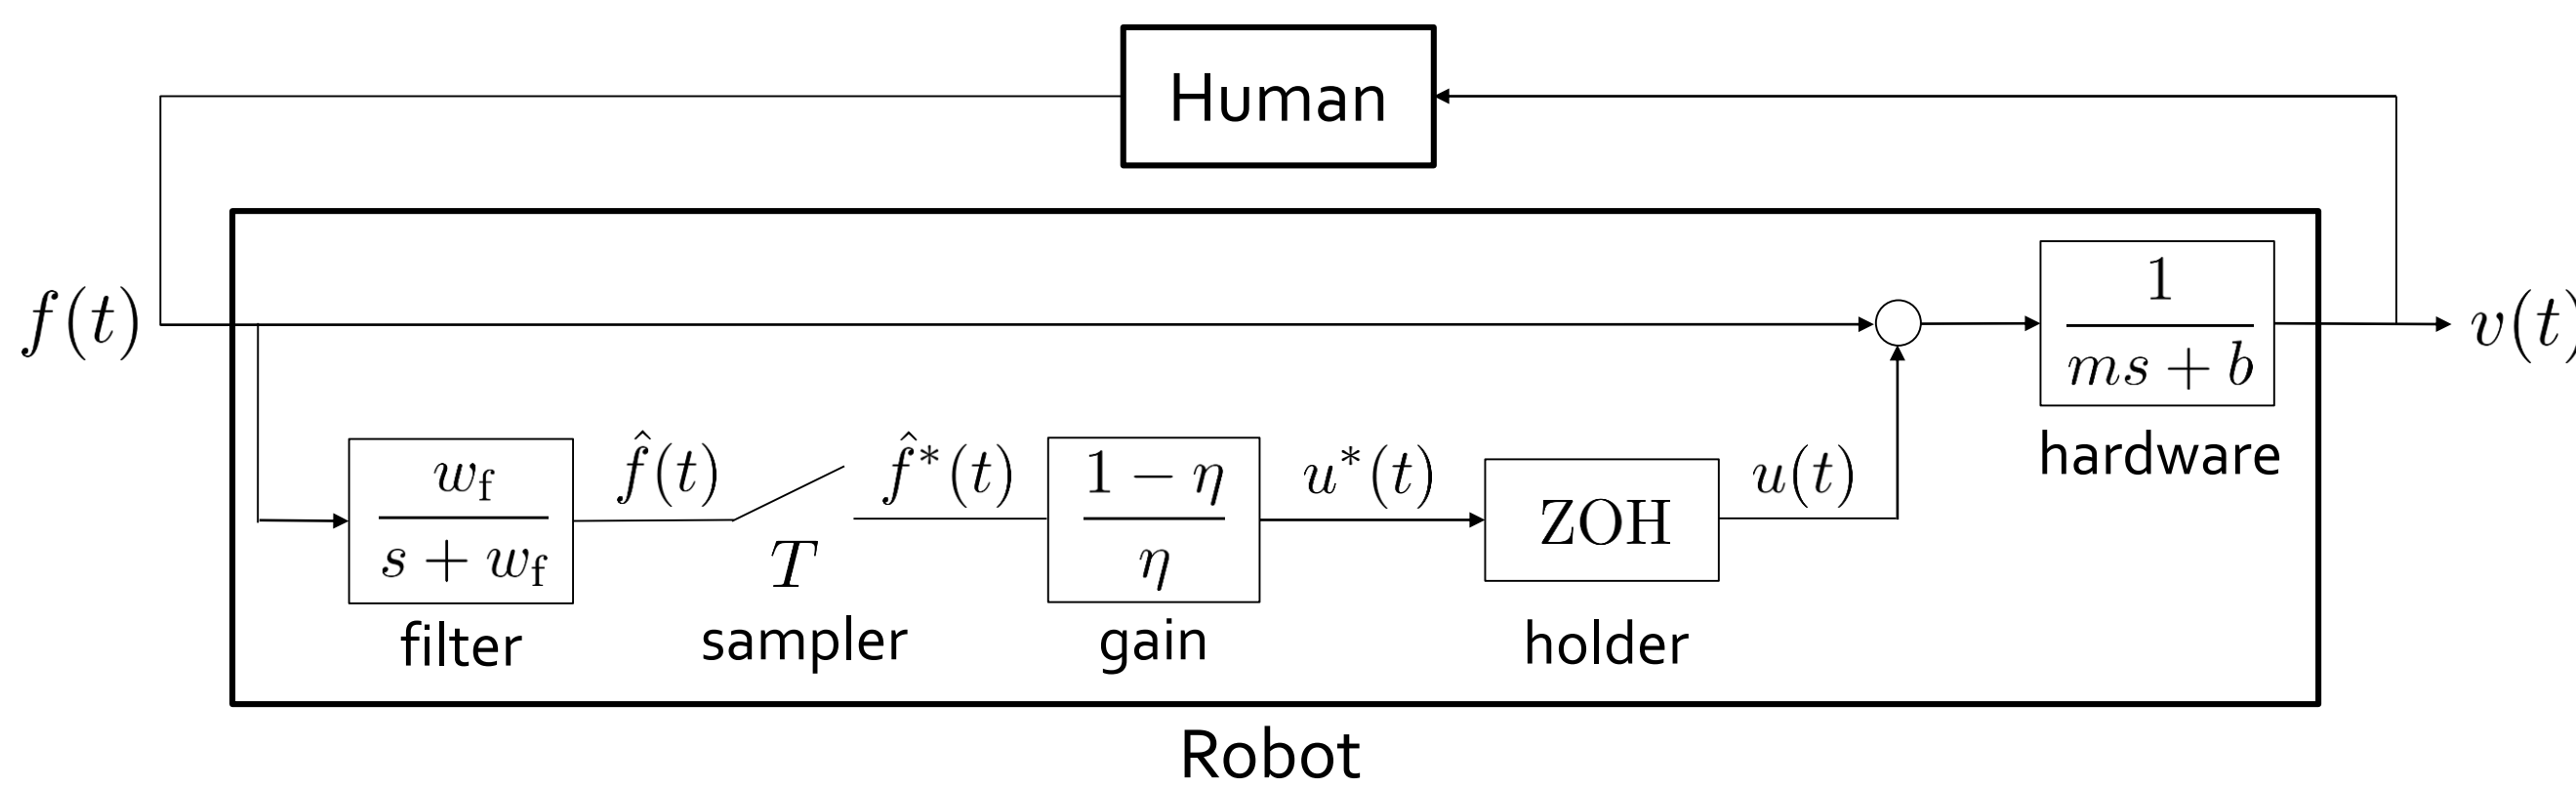 Human
f(t)
1
ms + b
v(t)
hardware
w_f
s + w_f
f̂(t)
T
f̂*(t)
1 − η
η
u*(t)
ZOH
u(t)
filter
sampler
gain
holder
Robot